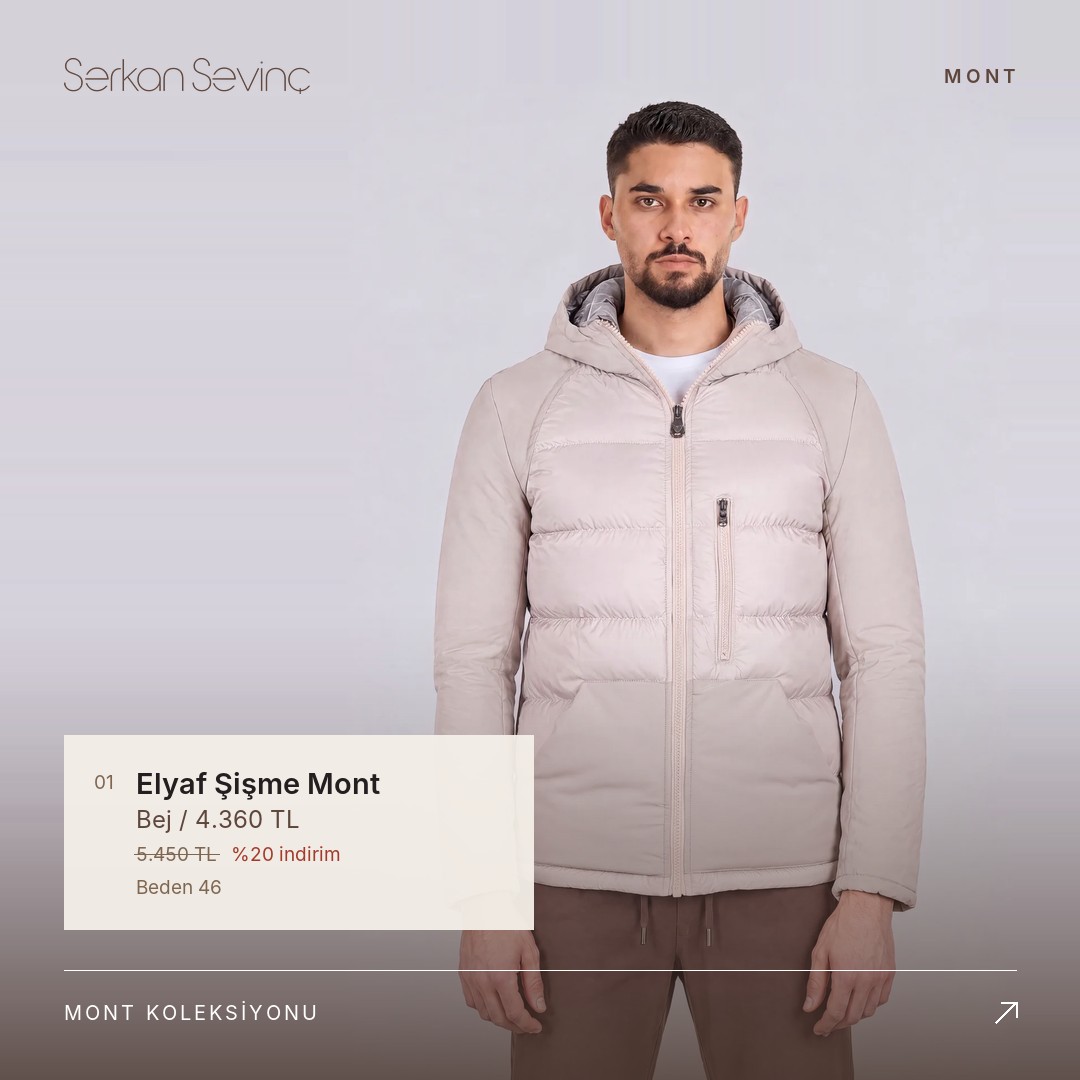 Serkan Sevinç
MONT
01 Elyaf Şişme Mont
Bej / 4.360 TL
5.450 TL %20 indirim
Beden 46
MONT KOLEKSİYONU